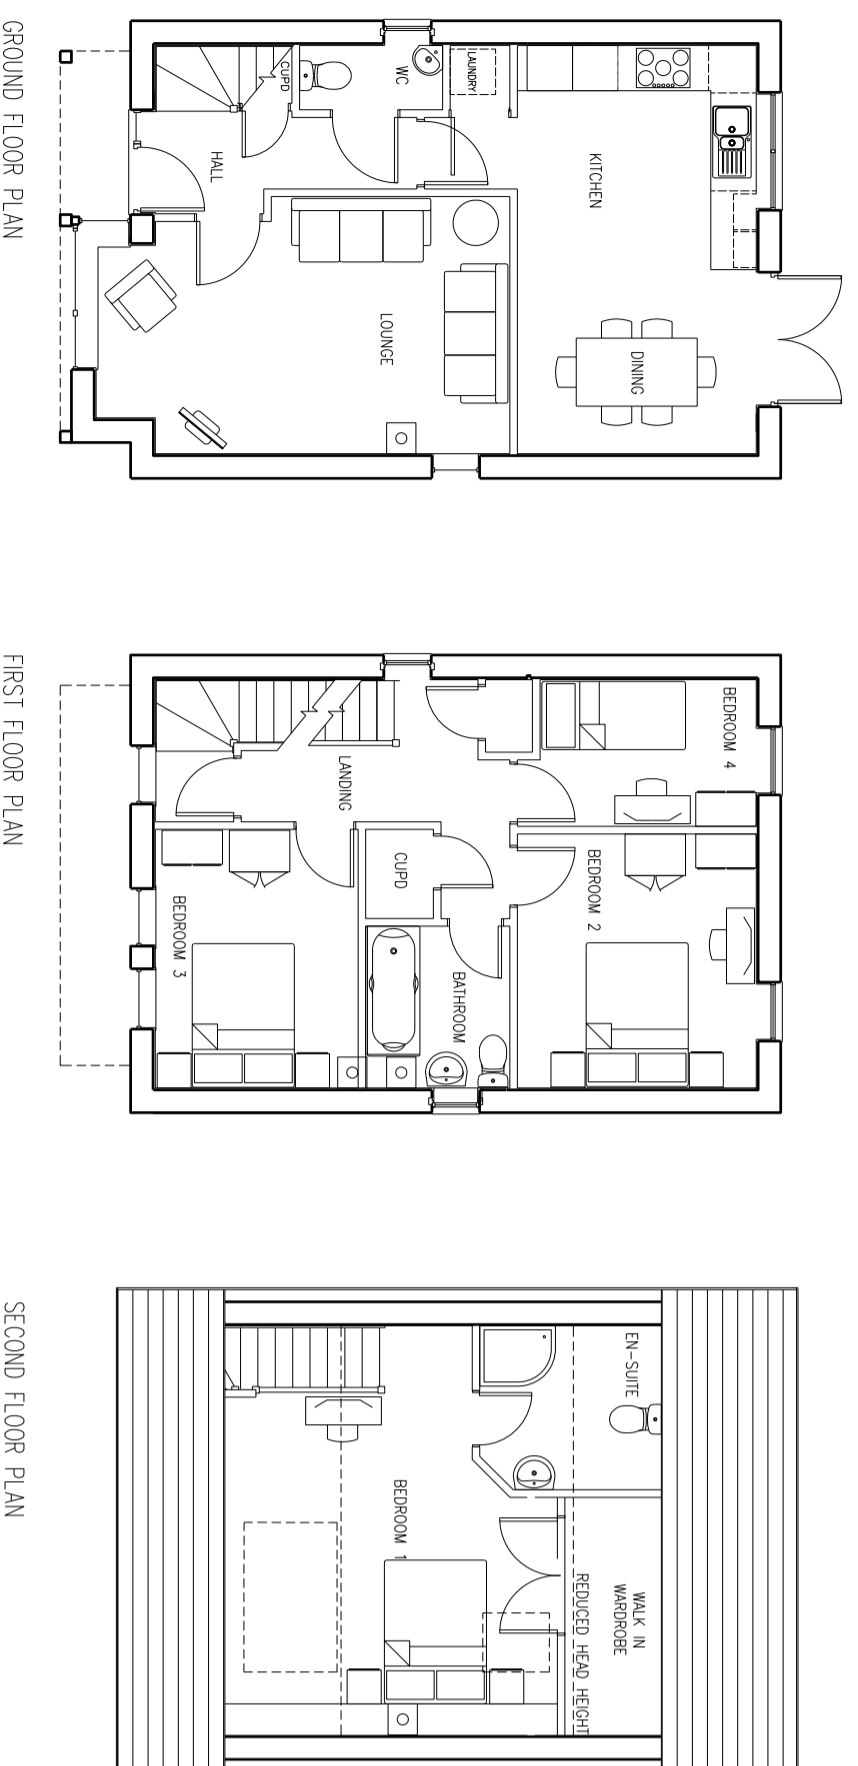 GROUND FLOOR PLAN
CUPD
WC
LAUNDRY
HALL
KITCHEN
LOUNGE
DINING
FIRST FLOOR PLAN
BEDROOM 4
LANDING
CUPD
BEDROOM 2
BEDROOM 3
BATHROOM
SECOND FLOOR PLAN
EN-SUITE
BEDROOM 1
WALK IN
WARDROBE
REDUCED HEAD HEIGHT